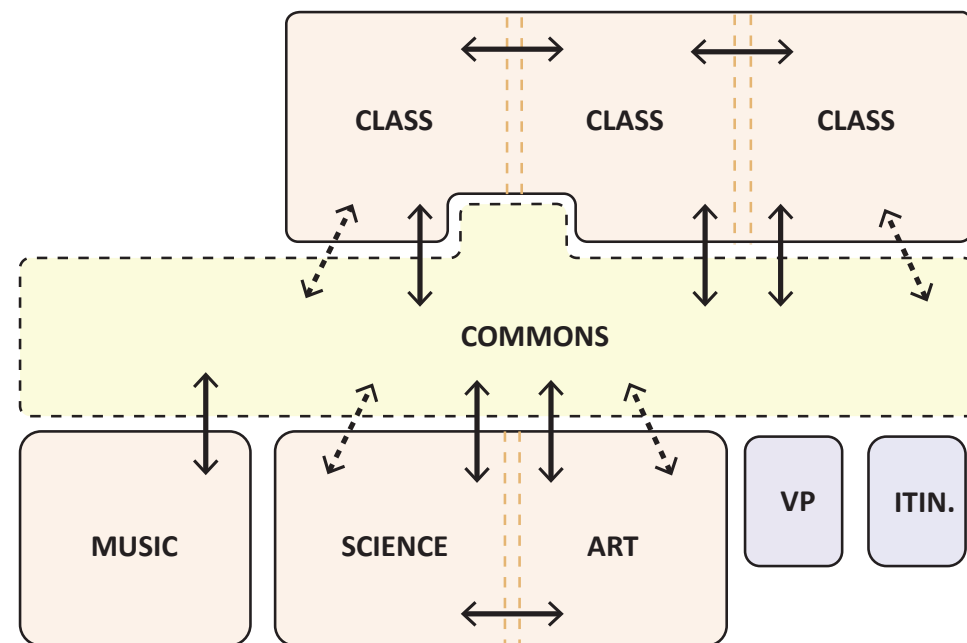 CLASS
CLASS
CLASS
COMMONS
MUSIC
SCIENCE
ART
VP
ITIN.